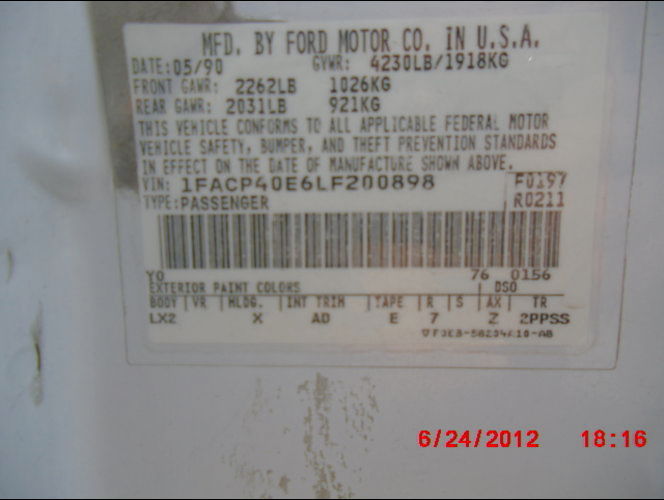 MFD. BY FORD MOTOR CO. IN U.S.A.
DATE: 05/90 GVWR: 4230LB/1918KG
FRONT GAWR: 2262LB 1026KG
REAR GAWR: 2031LB 921KG
THIS VEHICLE CONFORMS TO ALL APPLICABLE FEDERAL MOTOR
VEHICLE SAFETY, BUMPER, AND THEFT PREVENTION STANDARDS
IN EFFECT ON THE DATE OF MANUFACTURE SHOWN ABOVE.
VIN: 1FACP40E6LF200898 F0197
TYPE: PASSENGER R0211
YO 76 0156
EXTERIOR PAINT COLORS DSO
BODY | VR | MLDG. | INT TRIM | TAPE | R | S | AX | TR
LX2 X AD E 7 Z 2PPSS
6/24/2012 18:16